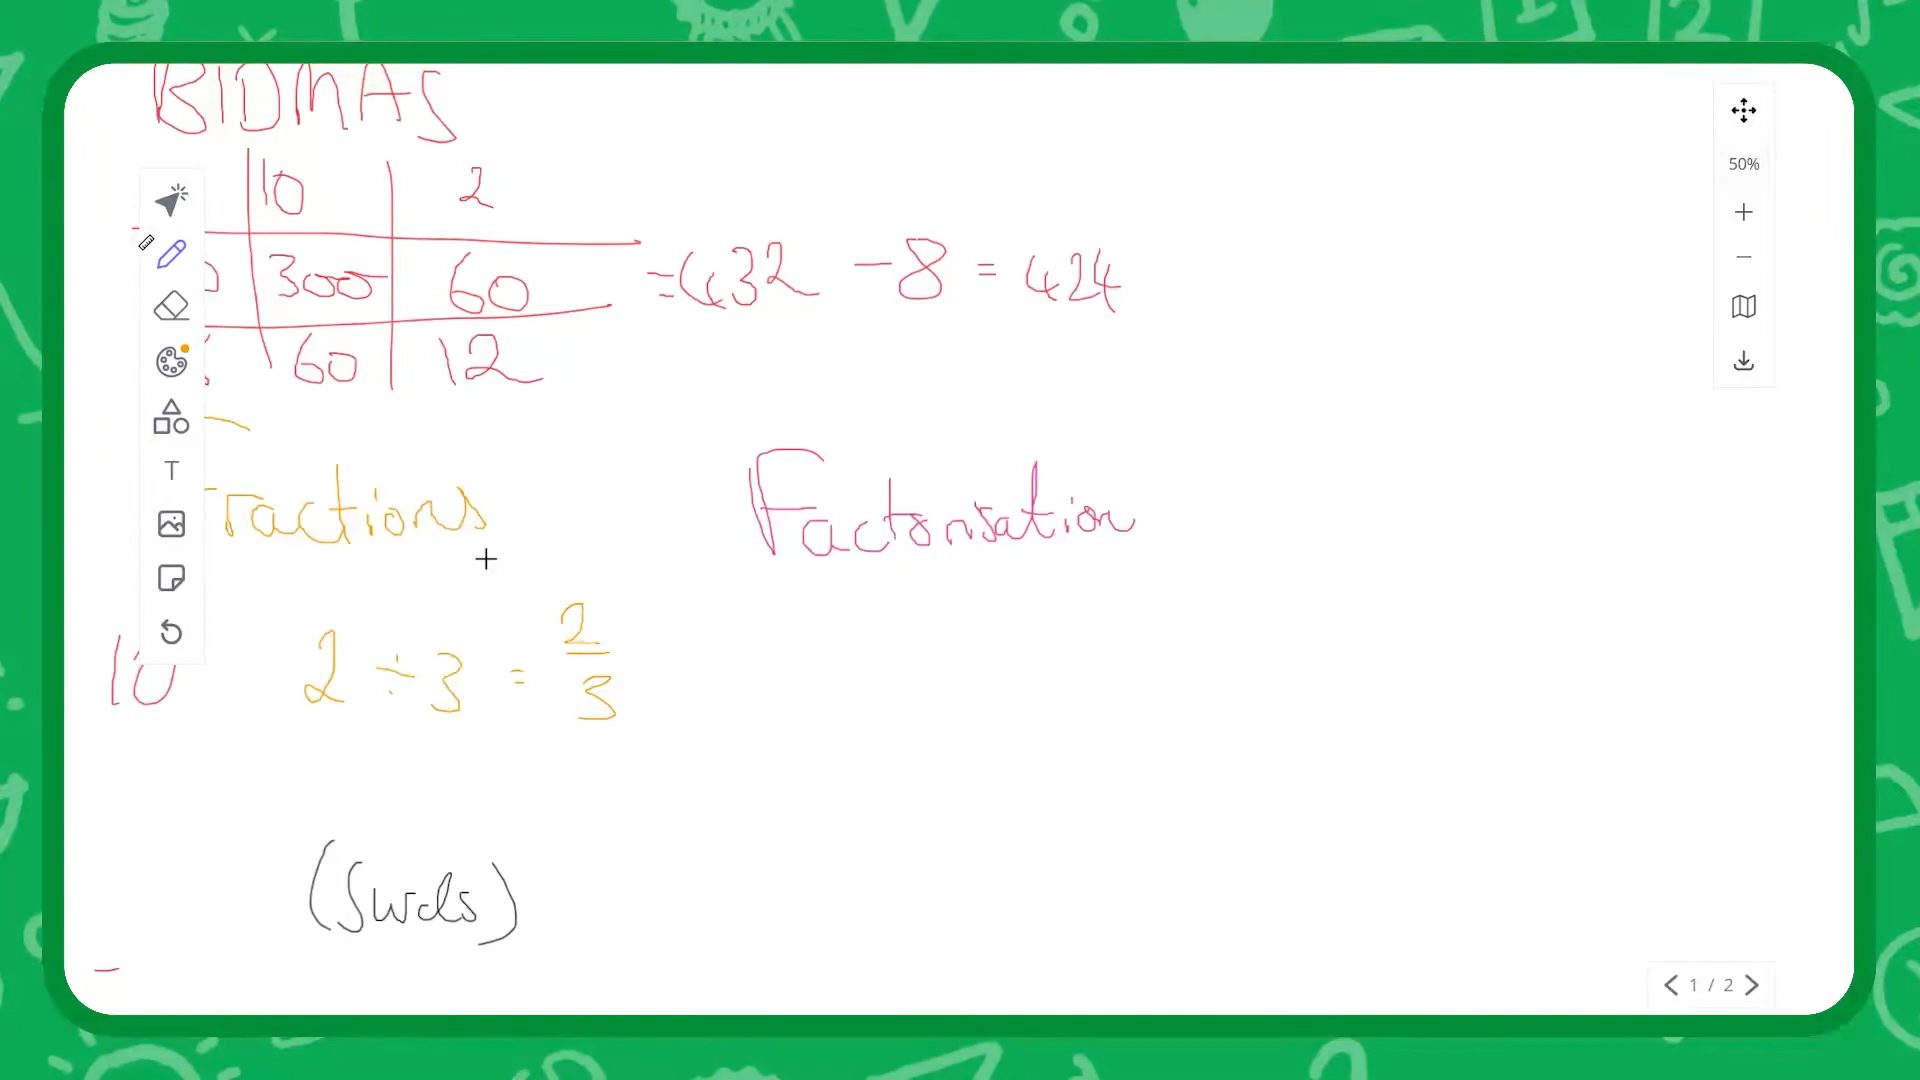 BIDMAS
10 2
300 60 =432 -8 = 424
60 12
Fractions Factorisation
2 ÷ 3 = 2/3
10
(Surds)
50%
T
1 / 2